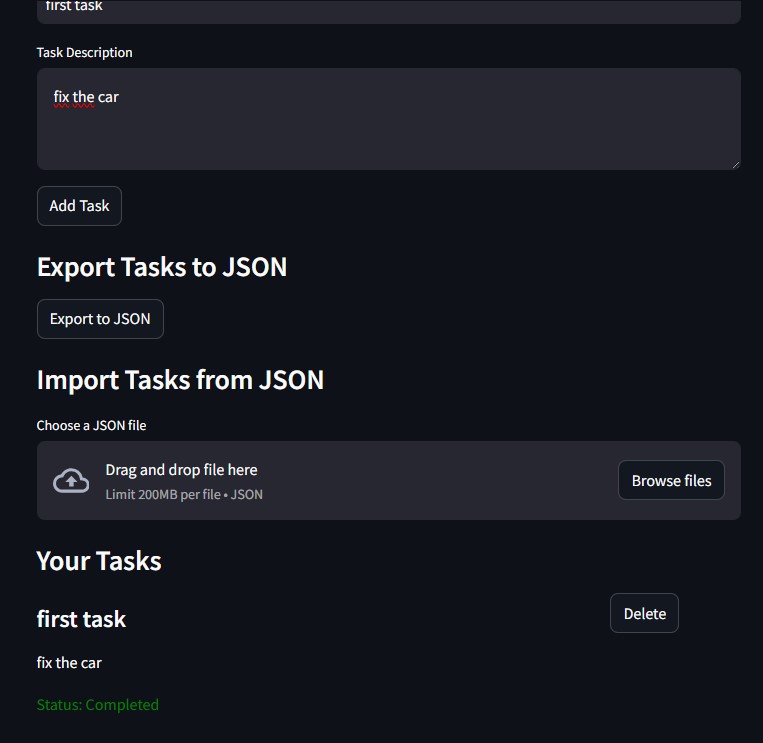 first task
Task Description
fix the car
Add Task
Export Tasks to JSON
Export to JSON
Import Tasks from JSON
Choose a JSON file
Drag and drop file here
Limit 200MB per file • JSON
Browse files
Your Tasks
first task
Delete
fix the car
Status: Completed